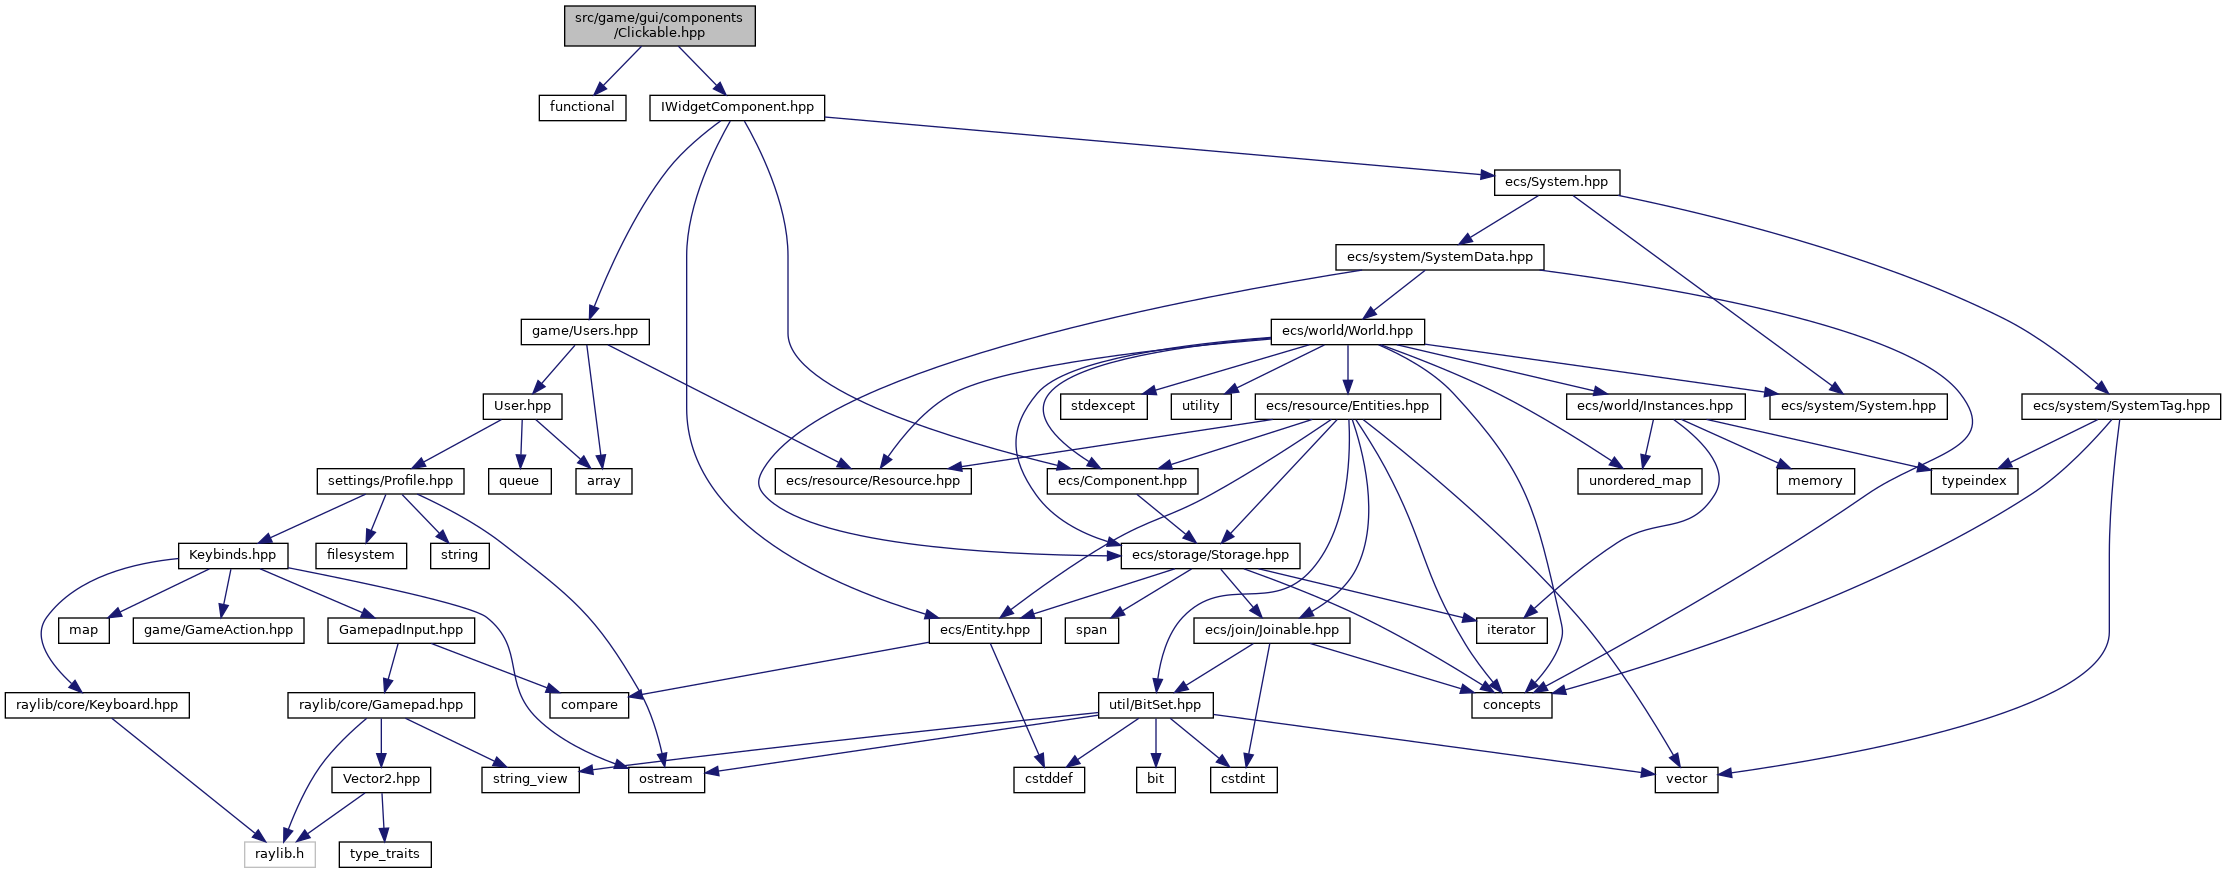 src/game/gui/components
/Clickable.hpp
functional
IWidgetComponent.hpp
ecs/System.hpp
ecs/system/SystemData.hpp
game/Users.hpp
ecs/world/World.hpp
User.hpp
stdexcept
utility
ecs/resource/Entities.hpp
ecs/world/Instances.hpp
ecs/system/System.hpp
ecs/system/SystemTag.hpp
settings/Profile.hpp
queue
array
ecs/resource/Resource.hpp
ecs/Component.hpp
unordered_map
memory
typeindex
Keybinds.hpp
filesystem
string
ecs/storage/Storage.hpp
map
game/GameAction.hpp
GamepadInput.hpp
ecs/Entity.hpp
span
ecs/join/Joinable.hpp
iterator
raylib/core/Keyboard.hpp
raylib/core/Gamepad.hpp
compare
util/BitSet.hpp
concepts
Vector2.hpp
string_view
ostream
cstddef
bit
cstdint
vector
raylib.h
type_traits